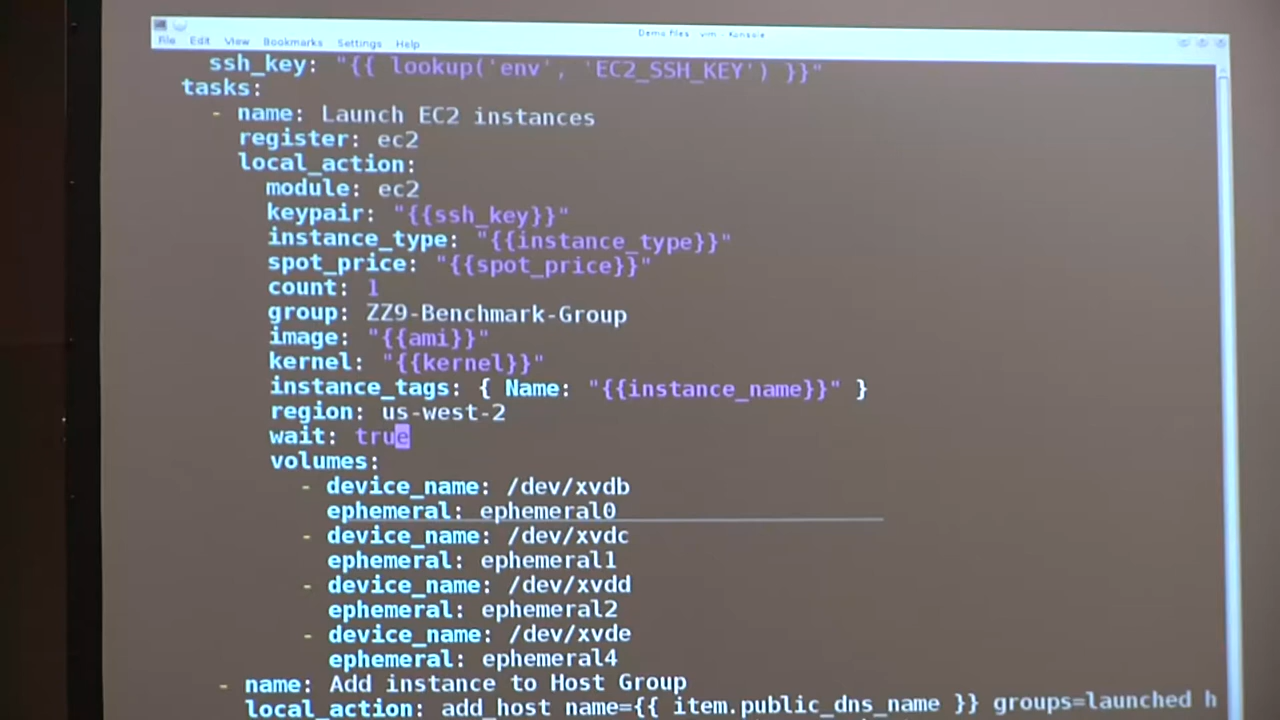 Demo files : vim - Konsole
File Edit View Bookmarks Settings Help
ssh_key: "{{ lookup('env', 'EC2_SSH_KEY') }}"
tasks:
- name: Launch EC2 instances
register: ec2
local_action:
module: ec2
keypair: "{{ssh_key}}"
instance_type: "{{instance_type}}"
spot_price: "{{spot_price}}"
count: 1
group: ZZ9-Benchmark-Group
image: "{{ami}}"
kernel: "{{kernel}}"
instance_tags: { Name: "{{instance_name}}" }
region: us-west-2
wait: true
volumes:
- device_name: /dev/xvdb
ephemeral: ephemeral0
- device_name: /dev/xvdc
ephemeral: ephemeral1
- device_name: /dev/xvdd
ephemeral: ephemeral2
- device_name: /dev/xvde
ephemeral: ephemeral4
- name: Add instance to Host Group
local_action: add_host name={{ item.public_dns_name }} groups=launched h